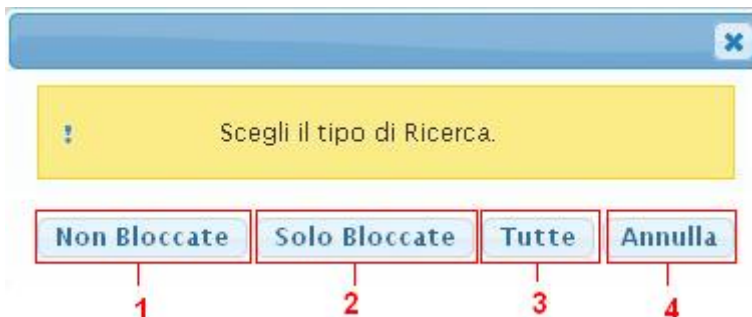 ! Scegli il tipo di Ricerca.
Non Bloccate Solo Bloccate Tutte Annulla
1 2 3 4